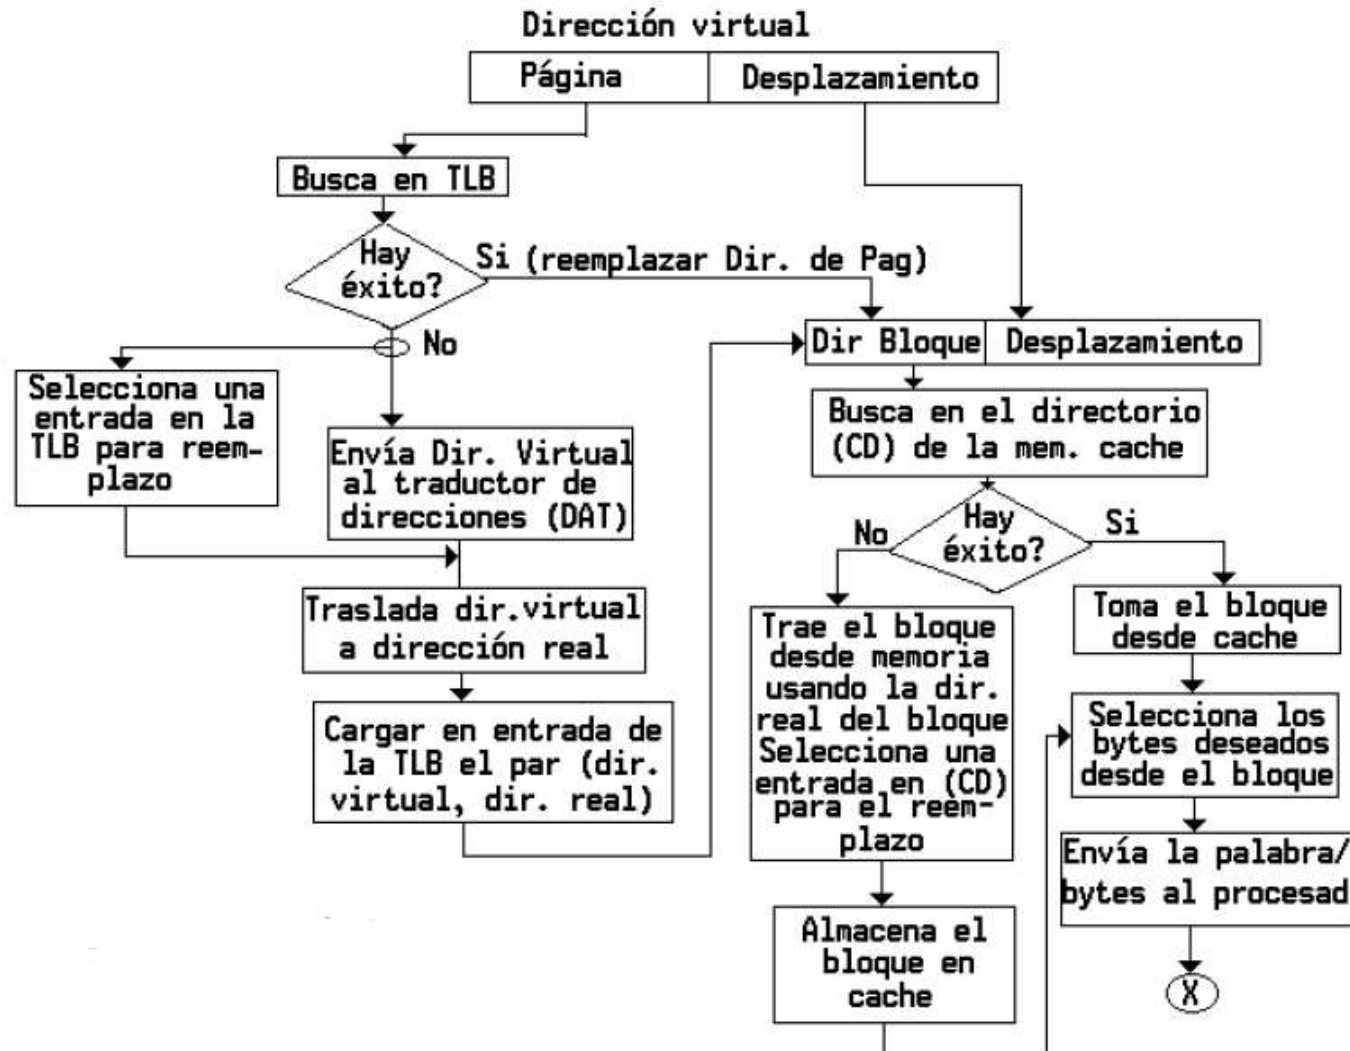 Dirección virtual
Página
Desplazamiento
Busca en TLB
Hay
éxito?
Si (reemplazar Dir. de Pag)
No
Dir Bloque
Desplazamiento
Selecciona una
entrada en la
TLB para reem-
plazo
Envía Dir. Virtual
al traductor de
direcciones (DAT)
Busca en el directorio
(CD) de la mem. cache
Hay
éxito?
No
Si
Traslada dir.virtual
a dirección real
Cargar en entrada de
la TLB el par (dir.
virtual, dir. real)
Trae el bloque
desde memoria
usando la dir.
real del bloque
Selecciona una
entrada en (CD)
para el reem-
plazo
Almacena el
bloque en
cache
Toma el bloque
desde cache
Selecciona los
bytes deseados
desde el bloque
Envía la palabra/
bytes al procesad
X